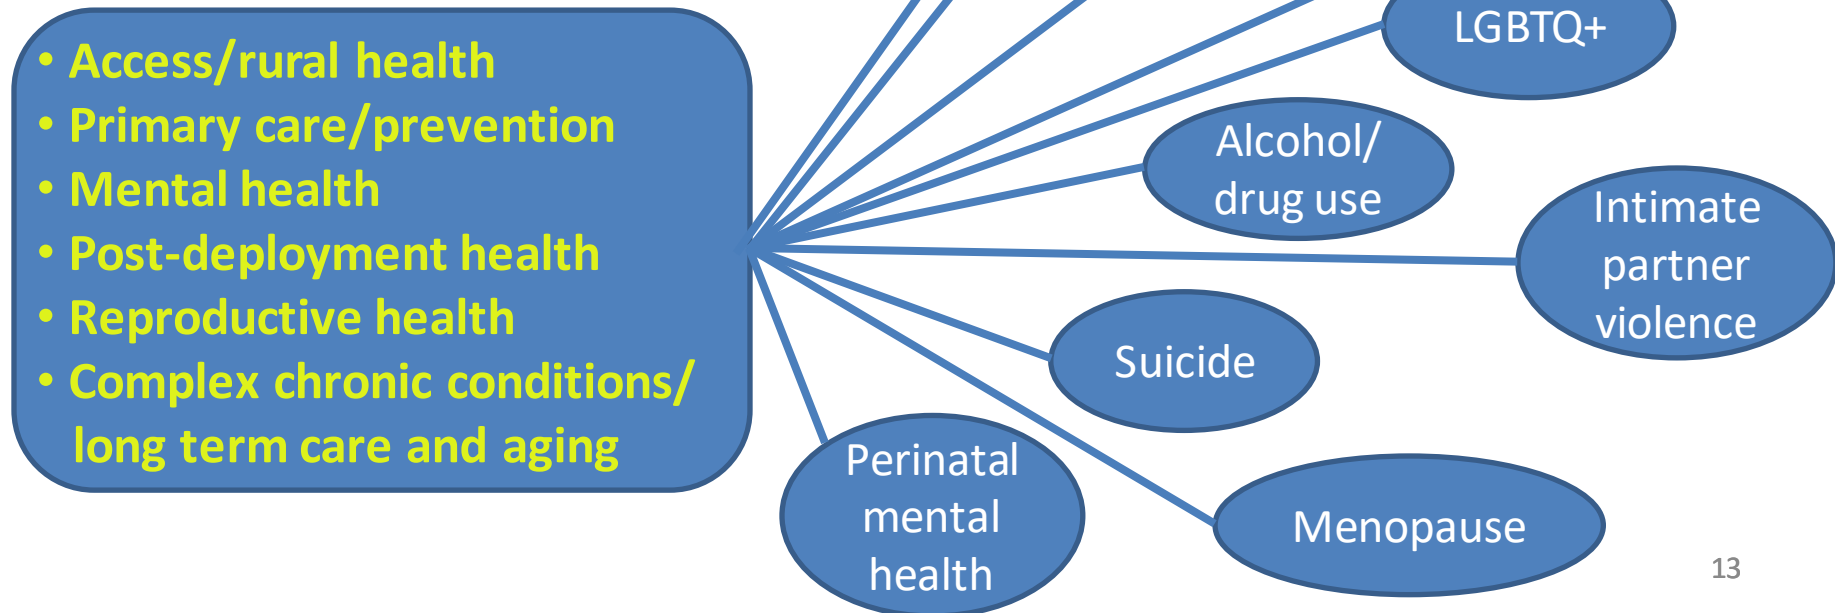 • Access/rural health
• Primary care/prevention
• Mental health
• Post-deployment health
• Reproductive health
• Complex chronic conditions/
long term care and aging
LGBTQ+
Alcohol/
drug use
Intimate
partner
violence
Suicide
Perinatal
mental
health
Menopause
13